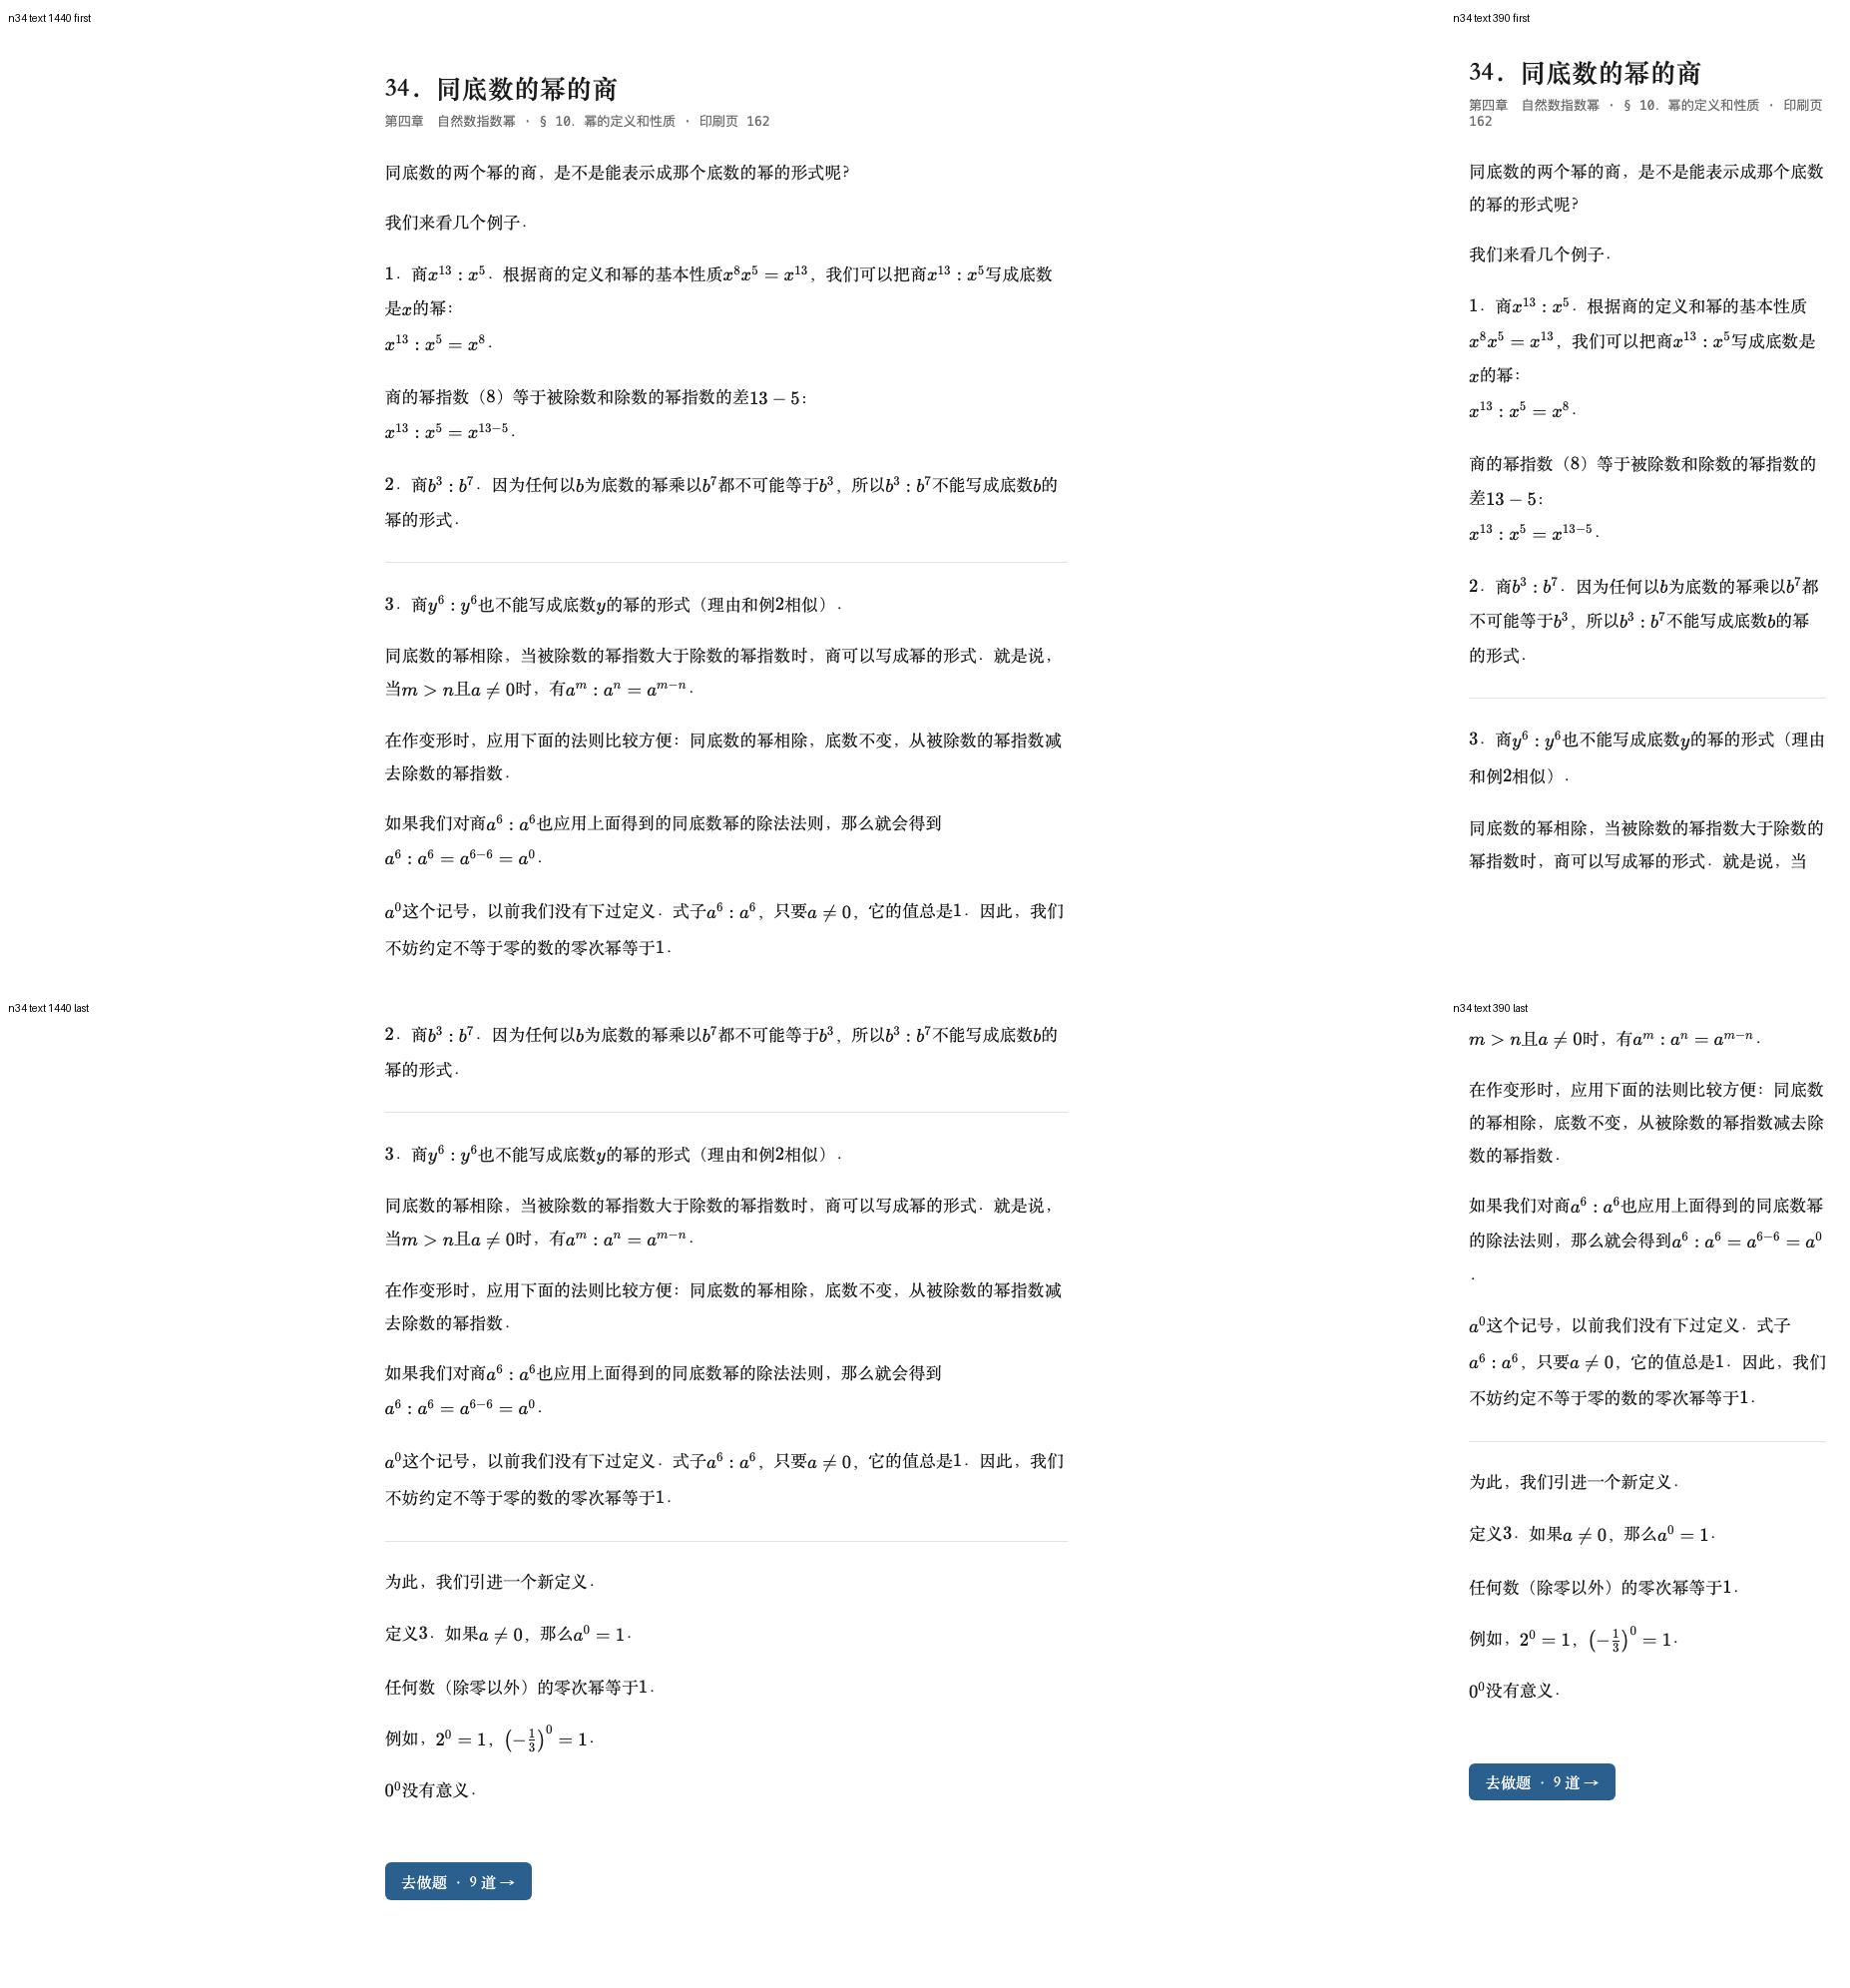 n34 text 1440 first
34．同底数的幂的商
第四章　自然数指数幂 · § 10. 幂的定义和性质 · 印刷页 162
同底数的两个幂的商，是不是能表示成那个底数的幂的形式呢？
我们来看几个例子．
1．商x¹³ : x⁵．根据商的定义和幂的基本性质x⁸x⁵ = x¹³，我们可以把商x¹³ : x⁵写成底数
是x的幂：
x¹³ : x⁵ = x⁸．
商的幂指数（8）等于被除数和除数的幂指数的差13 − 5：
x¹³ : x⁵ = x¹³⁻⁵．
2．商b³ : b⁷．因为任何以b为底数的幂乘以b⁷都不可能等于b³，所以b³ : b⁷不能写成底数b的
幂的形式．
3．商y⁶ : y⁶也不能写成底数y的幂的形式（理由和例2相似）．
同底数的幂相除，当被除数的幂指数大于除数的幂指数时，商可以写成幂的形式．就是说，
当m > n且a ≠ 0时，有aᵐ : aⁿ = aᵐ⁻ⁿ．
在作变形时，应用下面的法则比较方便：同底数的幂相除，底数不变，从被除数的幂指数减
去除数的幂指数．
如果我们对商a⁶ : a⁶也应用上面得到的同底数幂的除法法则，那么就会得到
a⁶ : a⁶ = a⁶⁻⁶ = a⁰．
a⁰这个记号，以前我们没有下过定义．式子a⁶ : a⁶，只要a ≠ 0，它的值总是1．因此，我们
不妨约定不等于零的数的零次幂等于1．
n34 text 390 first
34．同底数的幂的商
第四章　自然数指数幂 · § 10. 幂的定义和性质 · 印刷页
162
同底数的两个幂的商，是不是能表示成那个底数
的幂的形式呢？
我们来看几个例子．
1．商x¹³ : x⁵．根据商的定义和幂的基本性质
x⁸x⁵ = x¹³，我们可以把商x¹³ : x⁵写成底数是
x的幂：
x¹³ : x⁵ = x⁸．
商的幂指数（8）等于被除数和除数的幂指数的
差13 − 5：
x¹³ : x⁵ = x¹³⁻⁵．
2．商b³ : b⁷．因为任何以b为底数的幂乘以b⁷都
不可能等于b³，所以b³ : b⁷不能写成底数b的幂
的形式．
3．商y⁶ : y⁶也不能写成底数y的幂的形式（理由
和例2相似）．
同底数的幂相除，当被除数的幂指数大于除数的
幂指数时，商可以写成幂的形式．就是说，当
n34 text 1440 last
2．商b³ : b⁷．因为任何以b为底数的幂乘以b⁷都不可能等于b³，所以b³ : b⁷不能写成底数b的
幂的形式．
3．商y⁶ : y⁶也不能写成底数y的幂的形式（理由和例2相似）．
同底数的幂相除，当被除数的幂指数大于除数的幂指数时，商可以写成幂的形式．就是说，
当m > n且a ≠ 0时，有aᵐ : aⁿ = aᵐ⁻ⁿ．
在作变形时，应用下面的法则比较方便：同底数的幂相除，底数不变，从被除数的幂指数减
去除数的幂指数．
如果我们对商a⁶ : a⁶也应用上面得到的同底数幂的除法法则，那么就会得到
a⁶ : a⁶ = a⁶⁻⁶ = a⁰．
a⁰这个记号，以前我们没有下过定义．式子a⁶ : a⁶，只要a ≠ 0，它的值总是1．因此，我们
不妨约定不等于零的数的零次幂等于1．
为此，我们引进一个新定义．
定义3．如果a ≠ 0，那么a⁰ = 1．
任何数（除零以外）的零次幂等于1．
例如，2⁰ = 1，(−1/3)⁰ = 1．
0⁰没有意义．
去做题 · 9 道 →
n34 text 390 last
m > n且a ≠ 0时，有aᵐ : aⁿ = aᵐ⁻ⁿ．
在作变形时，应用下面的法则比较方便：同底数
的幂相除，底数不变，从被除数的幂指数减去除
数的幂指数．
如果我们对商a⁶ : a⁶也应用上面得到的同底数幂
的除法法则，那么就会得到a⁶ : a⁶ = a⁶⁻⁶ = a⁰
．
a⁰这个记号，以前我们没有下过定义．式子
a⁶ : a⁶，只要a ≠ 0，它的值总是1．因此，我们
不妨约定不等于零的数的零次幂等于1．
为此，我们引进一个新定义．
定义3．如果a ≠ 0，那么a⁰ = 1．
任何数（除零以外）的零次幂等于1．
例如，2⁰ = 1，(−1/3)⁰ = 1．
0⁰没有意义．
去做题 · 9 道 →